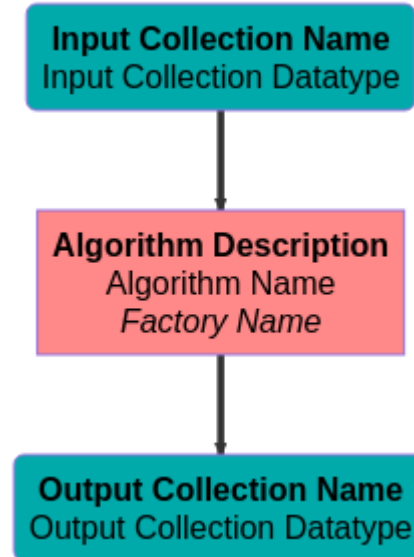 Input Collection Name
Input Collection Datatype
Algorithm Description
Algorithm Name
Factory Name
Output Collection Name
Output Collection Datatype